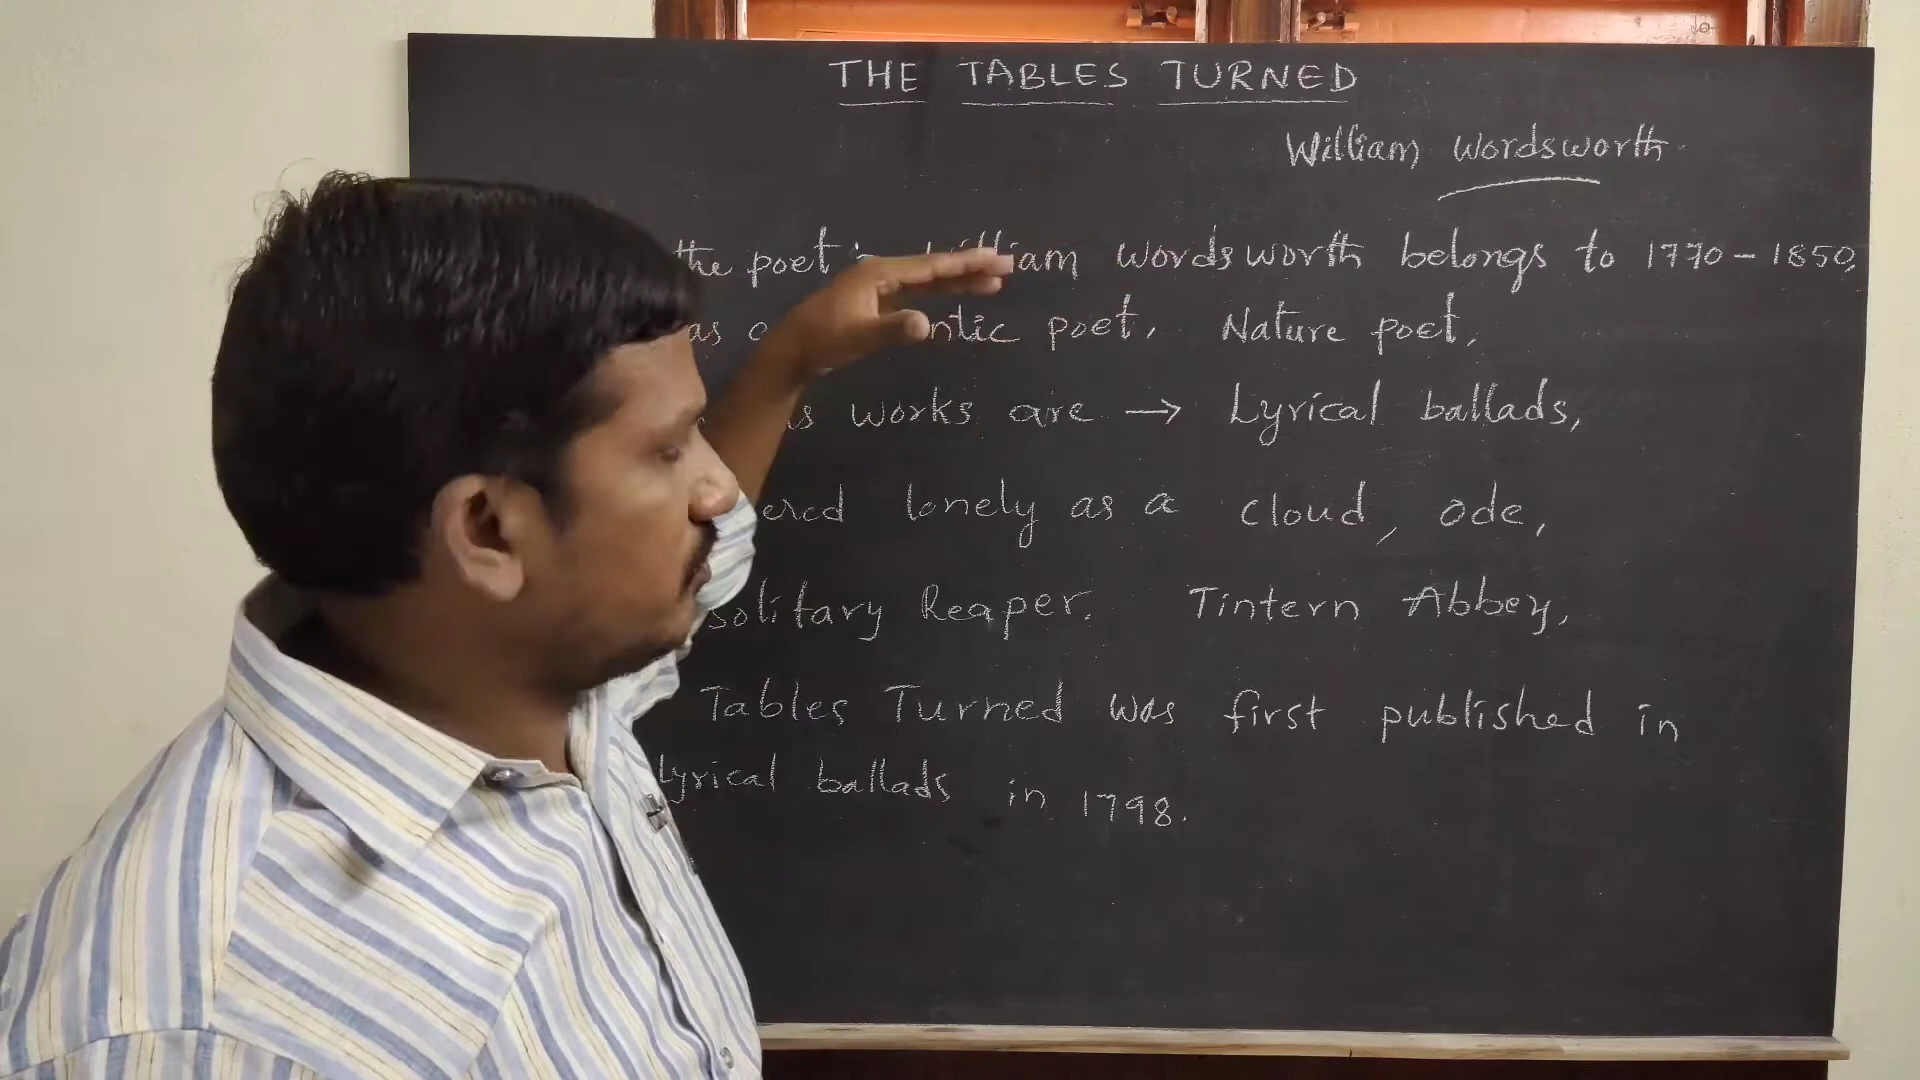 THE TABLES TURNED
William Wordsworth
the poet William Wordsworth belongs to 1770-1850,
as poet, Nature poet,
works are → Lyrical ballads,
lonely as a cloud, ode,
solitary Reaper. Tintern Abbey,
Tables Turned was first published in
Lyrical ballads in 1798.